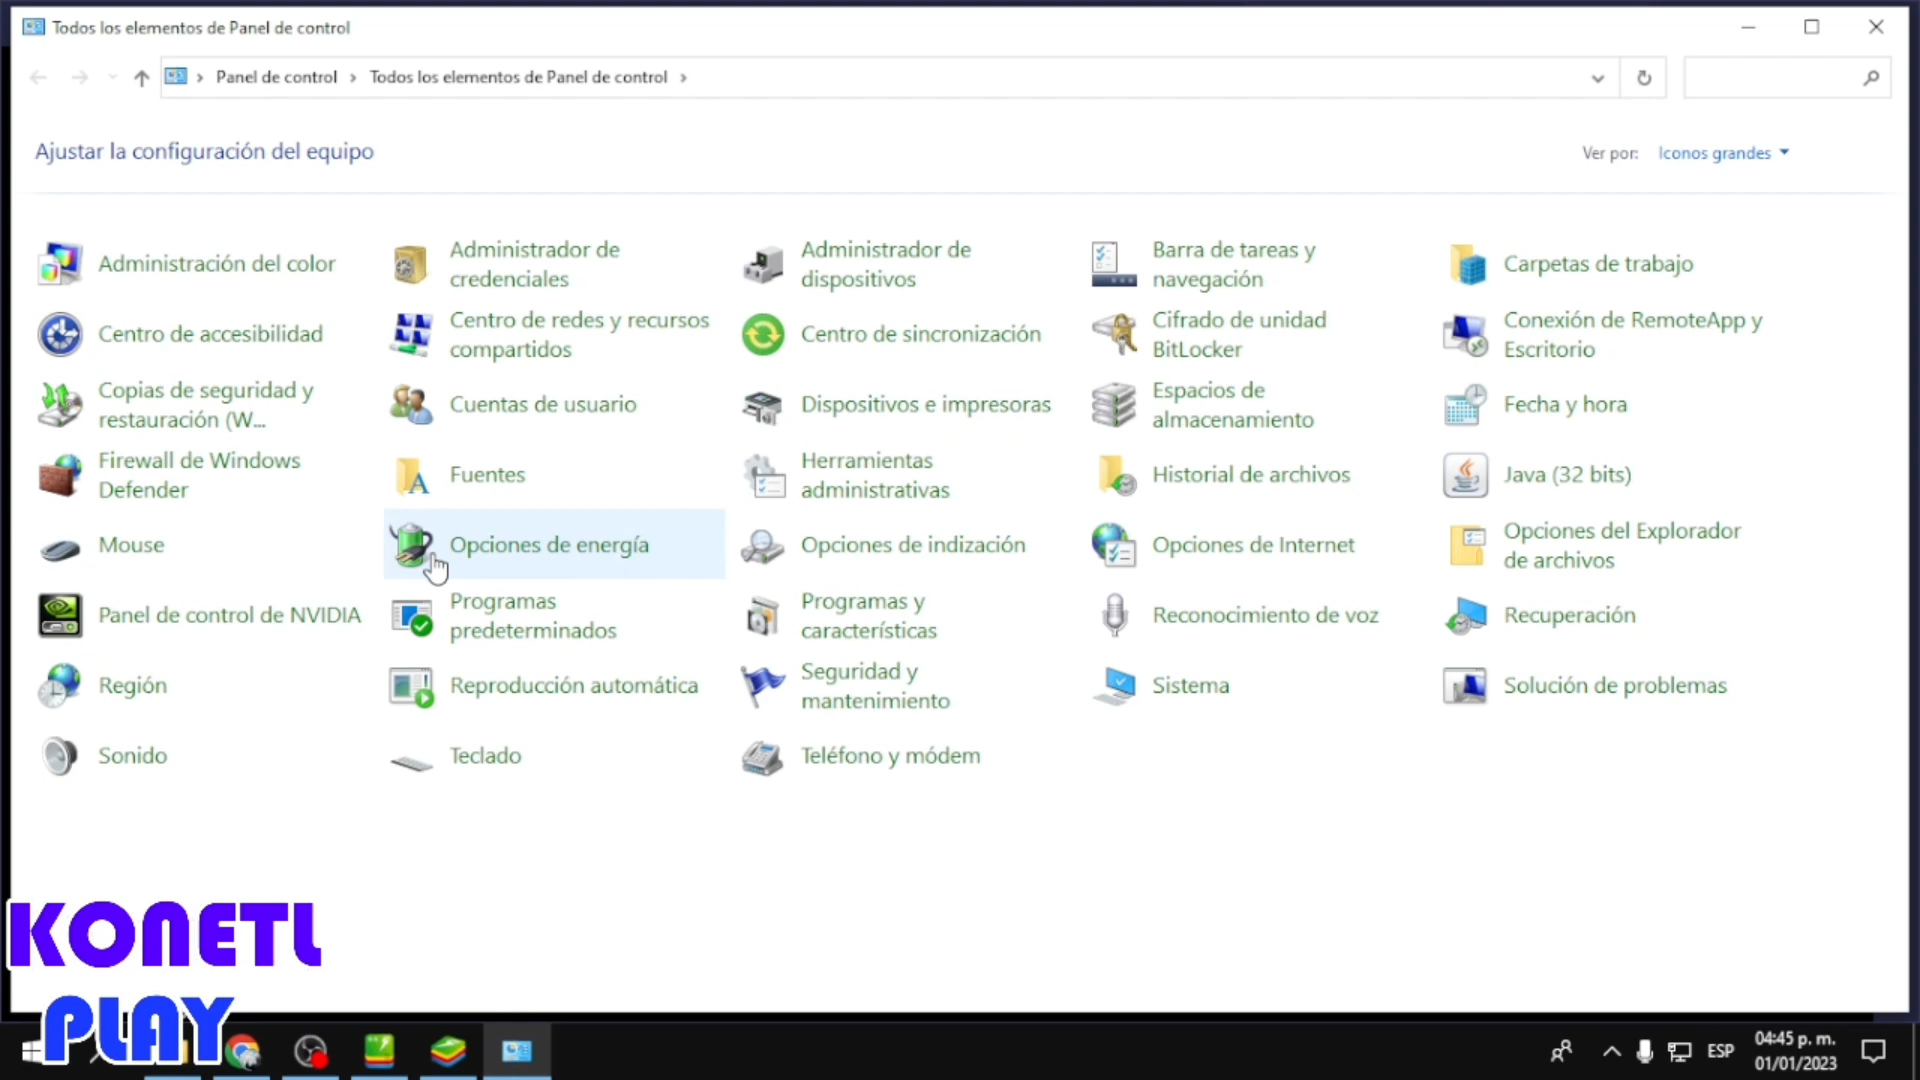 Todos los elementos de Panel de control
Panel de control
Todos los elementos de Panel de control
Ajustar la configuración del equipo
Ver por:
Iconos grandes
Administración del color
Administrador de
credenciales
Administrador de
dispositivos
Barra de tareas y
navegación
Carpetas de trabajo
Centro de accesibilidad
Centro de redes y recursos
compartidos
Centro de sincronización
Cifrado de unidad
BitLocker
Conexión de RemoteApp y
Escritorio
Copias de seguridad y
restauración (W...
Cuentas de usuario
Dispositivos e impresoras
Espacios de
almacenamiento
Fecha y hora
Firewall de Windows
Defender
Fuentes
Herramientas
administrativas
Historial de archivos
Java (32 bits)
Mouse
Opciones de energía
Opciones de indización
Opciones de Internet
Opciones del Explorador
de archivos
Panel de control de NVIDIA
Programas
predeterminados
Programas y
características
Reconocimiento de voz
Recuperación
Región
Reproducción automática
Seguridad y
mantenimiento
Sistema
Solución de problemas
Sonido
Teclado
Teléfono y módem
KONETL
PLAY
ESP
04:45 p. m.
01/01/2023